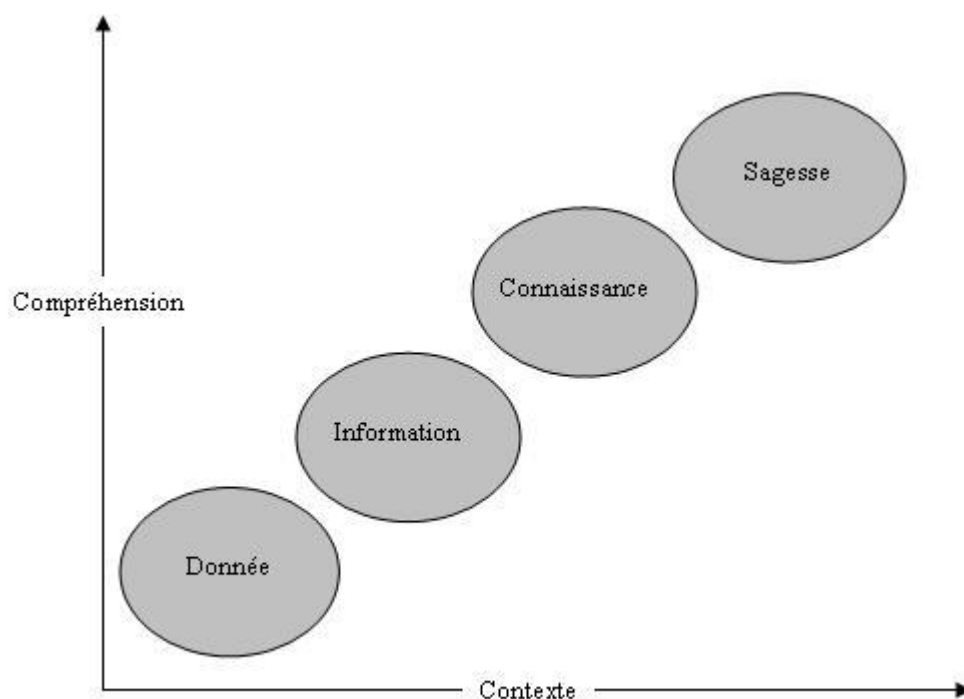 Sagesse
Connaissance
Compréhension
Information
Donnée
Contexte